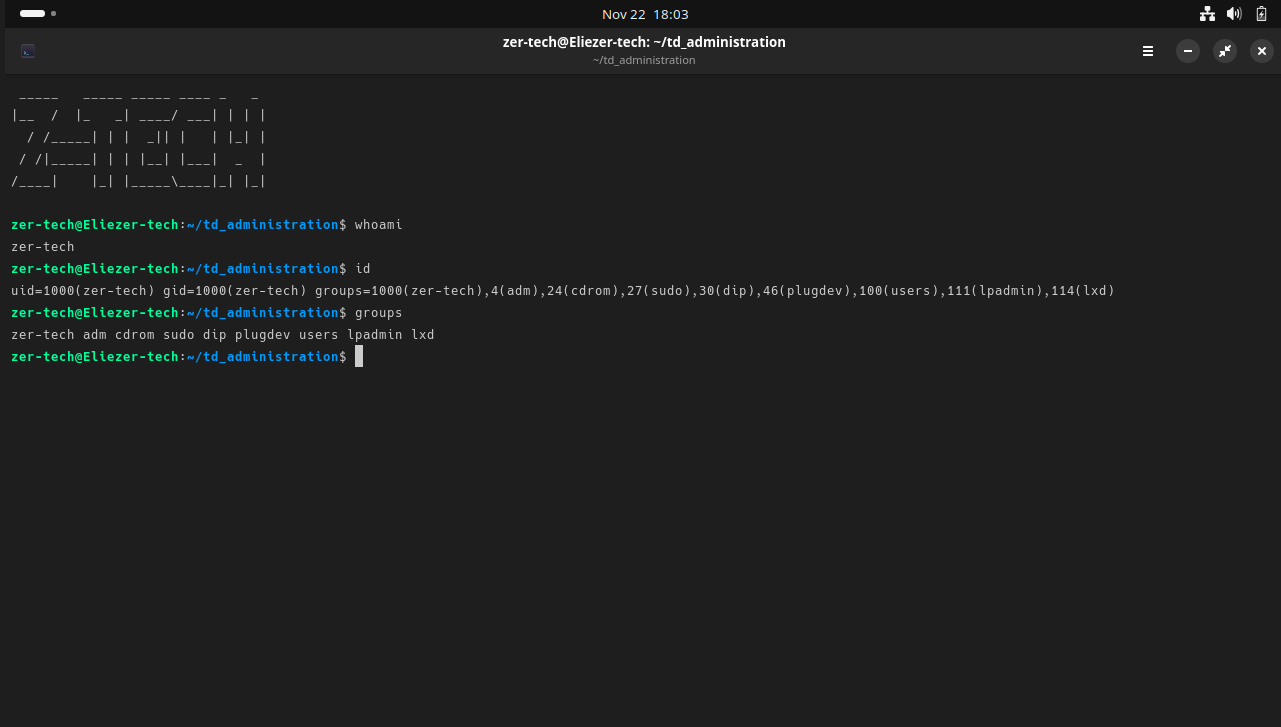 Nov 22  18:03
zer-tech@Eliezer-tech: ~/td_administration
~/td_administration
 _____   _____ _____ ____ _   _
|__  /  |_   _| ____/ ___| | | |
  / /_____| | |  _|| |   | |_| |
 / /|_____| | | |__| |___|  _  |
/____|    |_| |_____\____|_| |_|
zer-tech@Eliezer-tech:~/td_administration$ whoami
zer-tech
zer-tech@Eliezer-tech:~/td_administration$ id
uid=1000(zer-tech) gid=1000(zer-tech) groups=1000(zer-tech),4(adm),24(cdrom),27(sudo),30(dip),46(plugdev),100(users),111(lpadmin),114(lxd)
zer-tech@Eliezer-tech:~/td_administration$ groups
zer-tech adm cdrom sudo dip plugdev users lpadmin lxd
zer-tech@Eliezer-tech:~/td_administration$